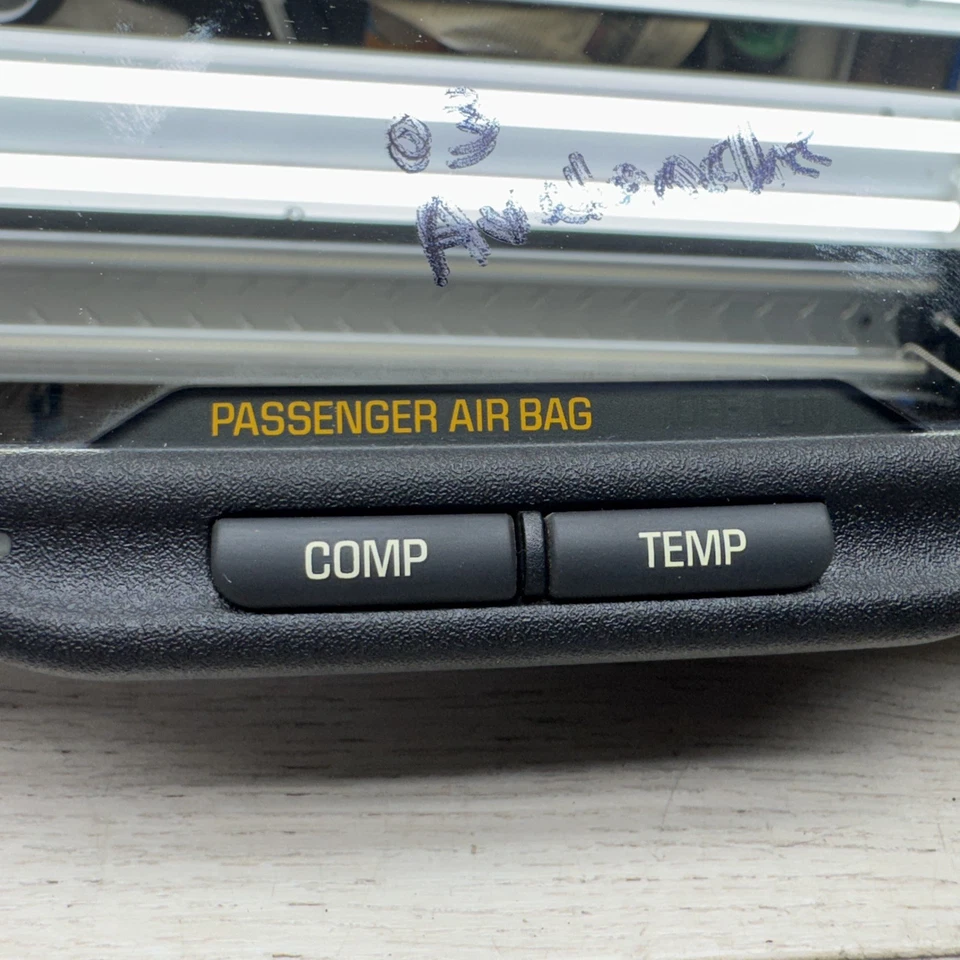 03
Avalanche
PASSENGER AIR BAG
COMP TEMP